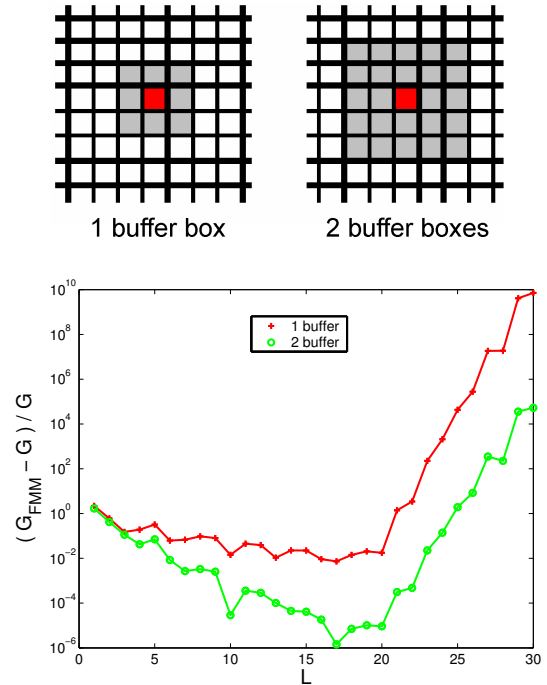 1 buffer box
2 buffer boxes
10^10
10^8
10^6
10^4
10^2
10^0
10^-2
10^-4
10^-6
( G_FMM − G ) / G
1 buffer
2 buffer
0 5 10 15 20 25 30
L